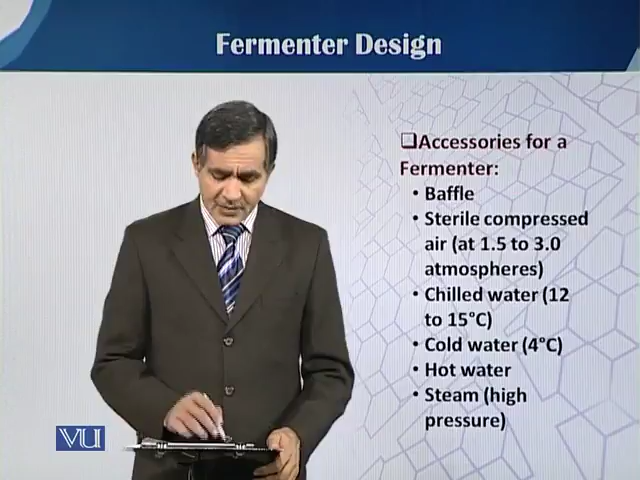 Fermenter Design
❑Accessories for a
Fermenter:
• Baffle
• Sterile compressed
air (at 1.5 to 3.0
atmospheres)
• Chilled water (12
to 15°C)
• Cold water (4°C)
• Hot water
• Steam (high
pressure)
VU